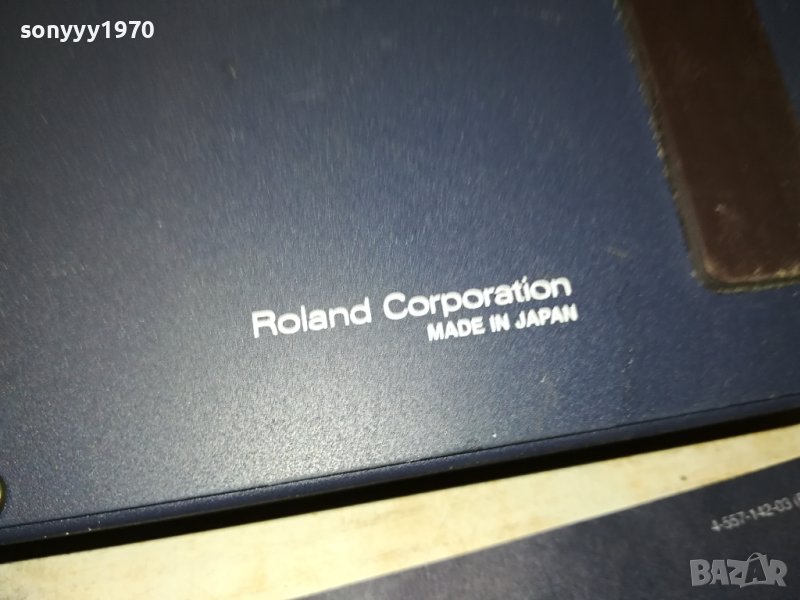 sonyyy1970
Roland Corporation
MADE IN JAPAN
4-557-142-03
BAZAR